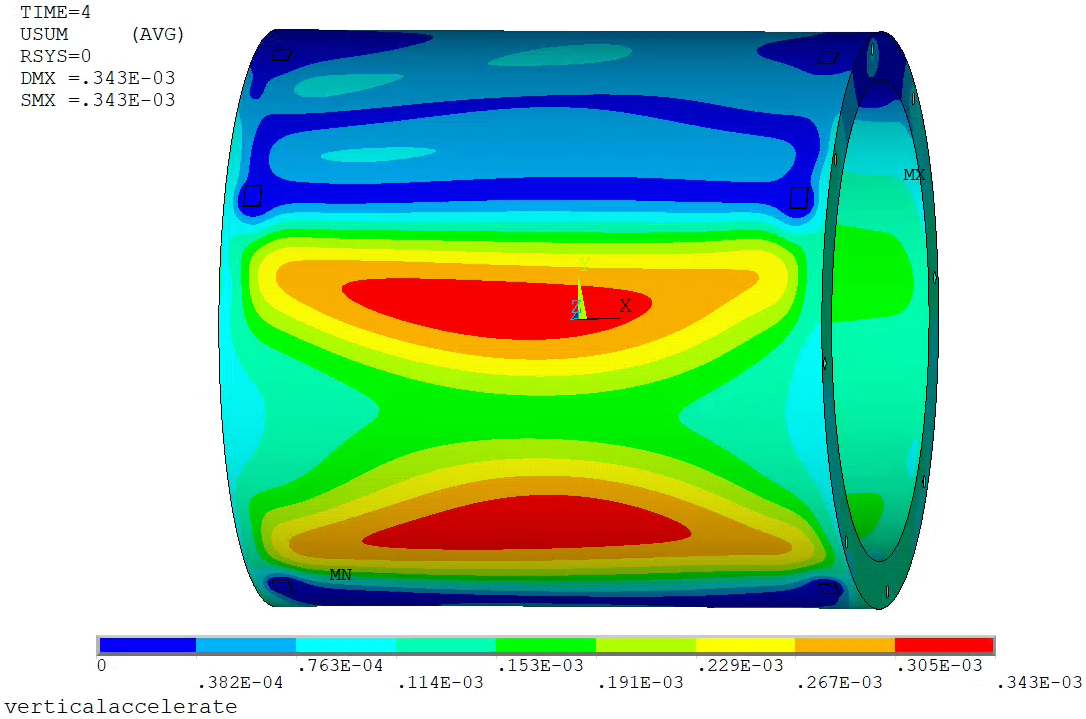 TIME=4
USUM (AVG)
RSYS=0
DMX =.343E-03
SMX =.343E-03
MX
Y
Z X
MN
0 .763E-04 .153E-03 .229E-03 .305E-03
.382E-04 .114E-03 .191E-03 .267E-03 .343E-03
verticalaccelerate